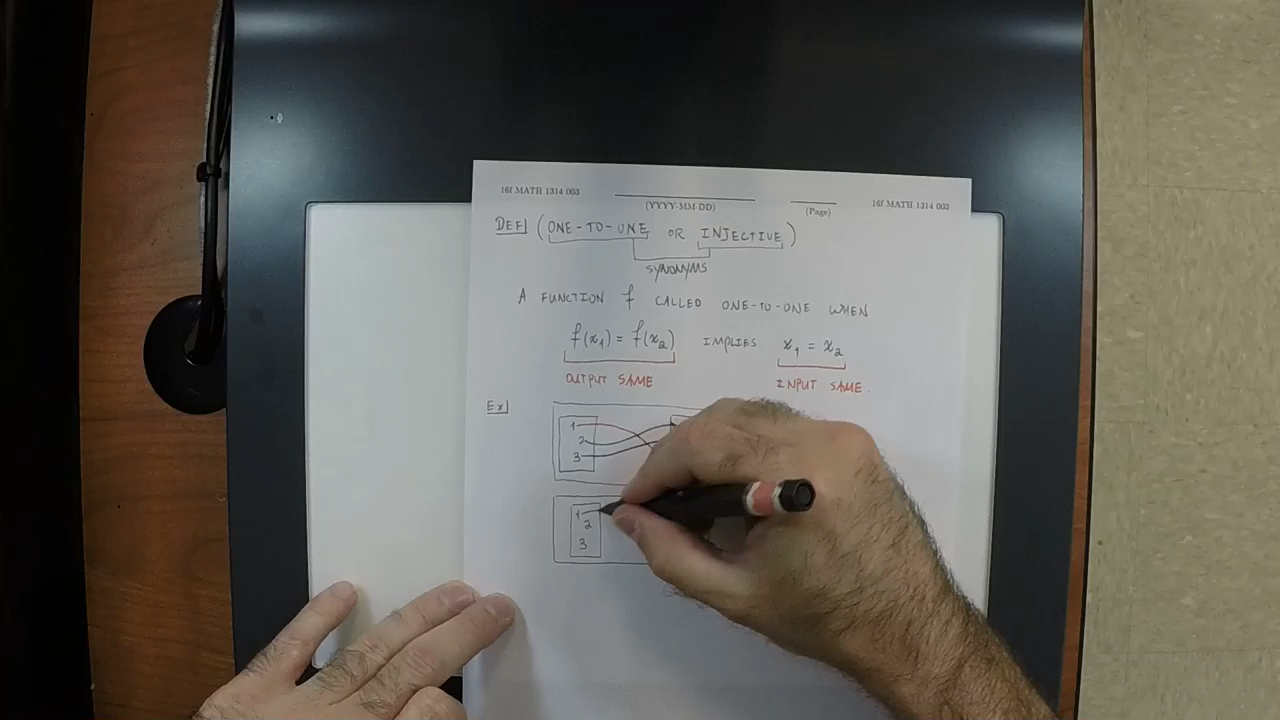 16f MATH 1314 003 16f MATH 1314 003
(YYYY-MM-DD) (Page)
DEF (ONE-TO-ONE OR INJECTIVE)
SYNONYMS
A FUNCTION f CALLED ONE-TO-ONE WHEN
f(x₁) = f(x₂) IMPLIES x₁ = x₂
OUTPUT SAME INPUT SAME.
Ex
1
2
3
1
2
3